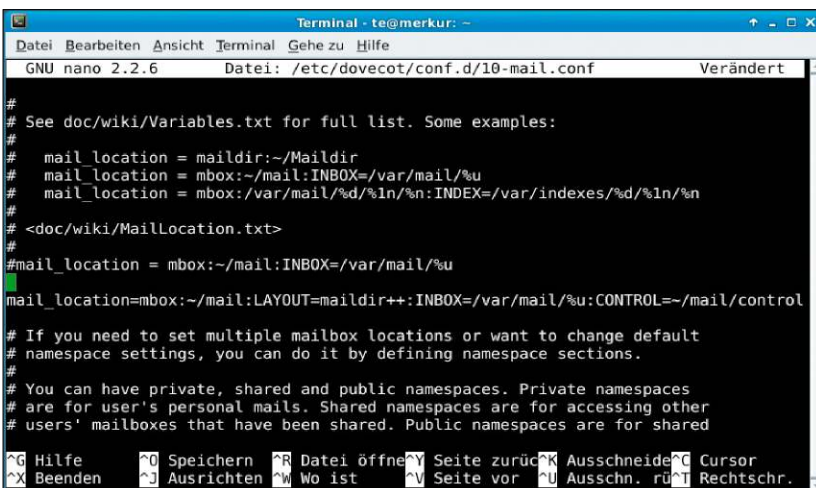 Terminal - te@merkur: ~
Datei Bearbeiten Ansicht Terminal Gehe zu Hilfe
GNU nano 2.2.6 Datei: /etc/dovecot/conf.d/10-mail.conf Verändert
#
# See doc/wiki/Variables.txt for full list. Some examples:
#
#   mail_location = maildir:~/Maildir
#   mail_location = mbox:~/mail:INBOX=/var/mail/%u
#   mail_location = mbox:/var/mail/%d/%1n/%n:INDEX=/var/indexes/%d/%1n/%n
#
# <doc/wiki/MailLocation.txt>
#
#mail_location = mbox:~/mail:INBOX=/var/mail/%u
mail_location=mbox:~/mail:LAYOUT=maildir++:INBOX=/var/mail/%u:CONTROL=~/mail/control
# If you need to set multiple mailbox locations or want to change default
# namespace settings, you can do it by defining namespace sections.
#
# You can have private, shared and public namespaces. Private namespaces
# are for user's personal mails. Shared namespaces are for accessing other
# users' mailboxes that have been shared. Public namespaces are for shared
^G Hilfe ^O Speichern ^R Datei öffne^Y Seite zurüc^K Ausschneide^C Cursor
^X Beenden ^J Ausrichten ^W Wo ist ^V Seite vor ^U Ausschn. rü^T Rechtschr.